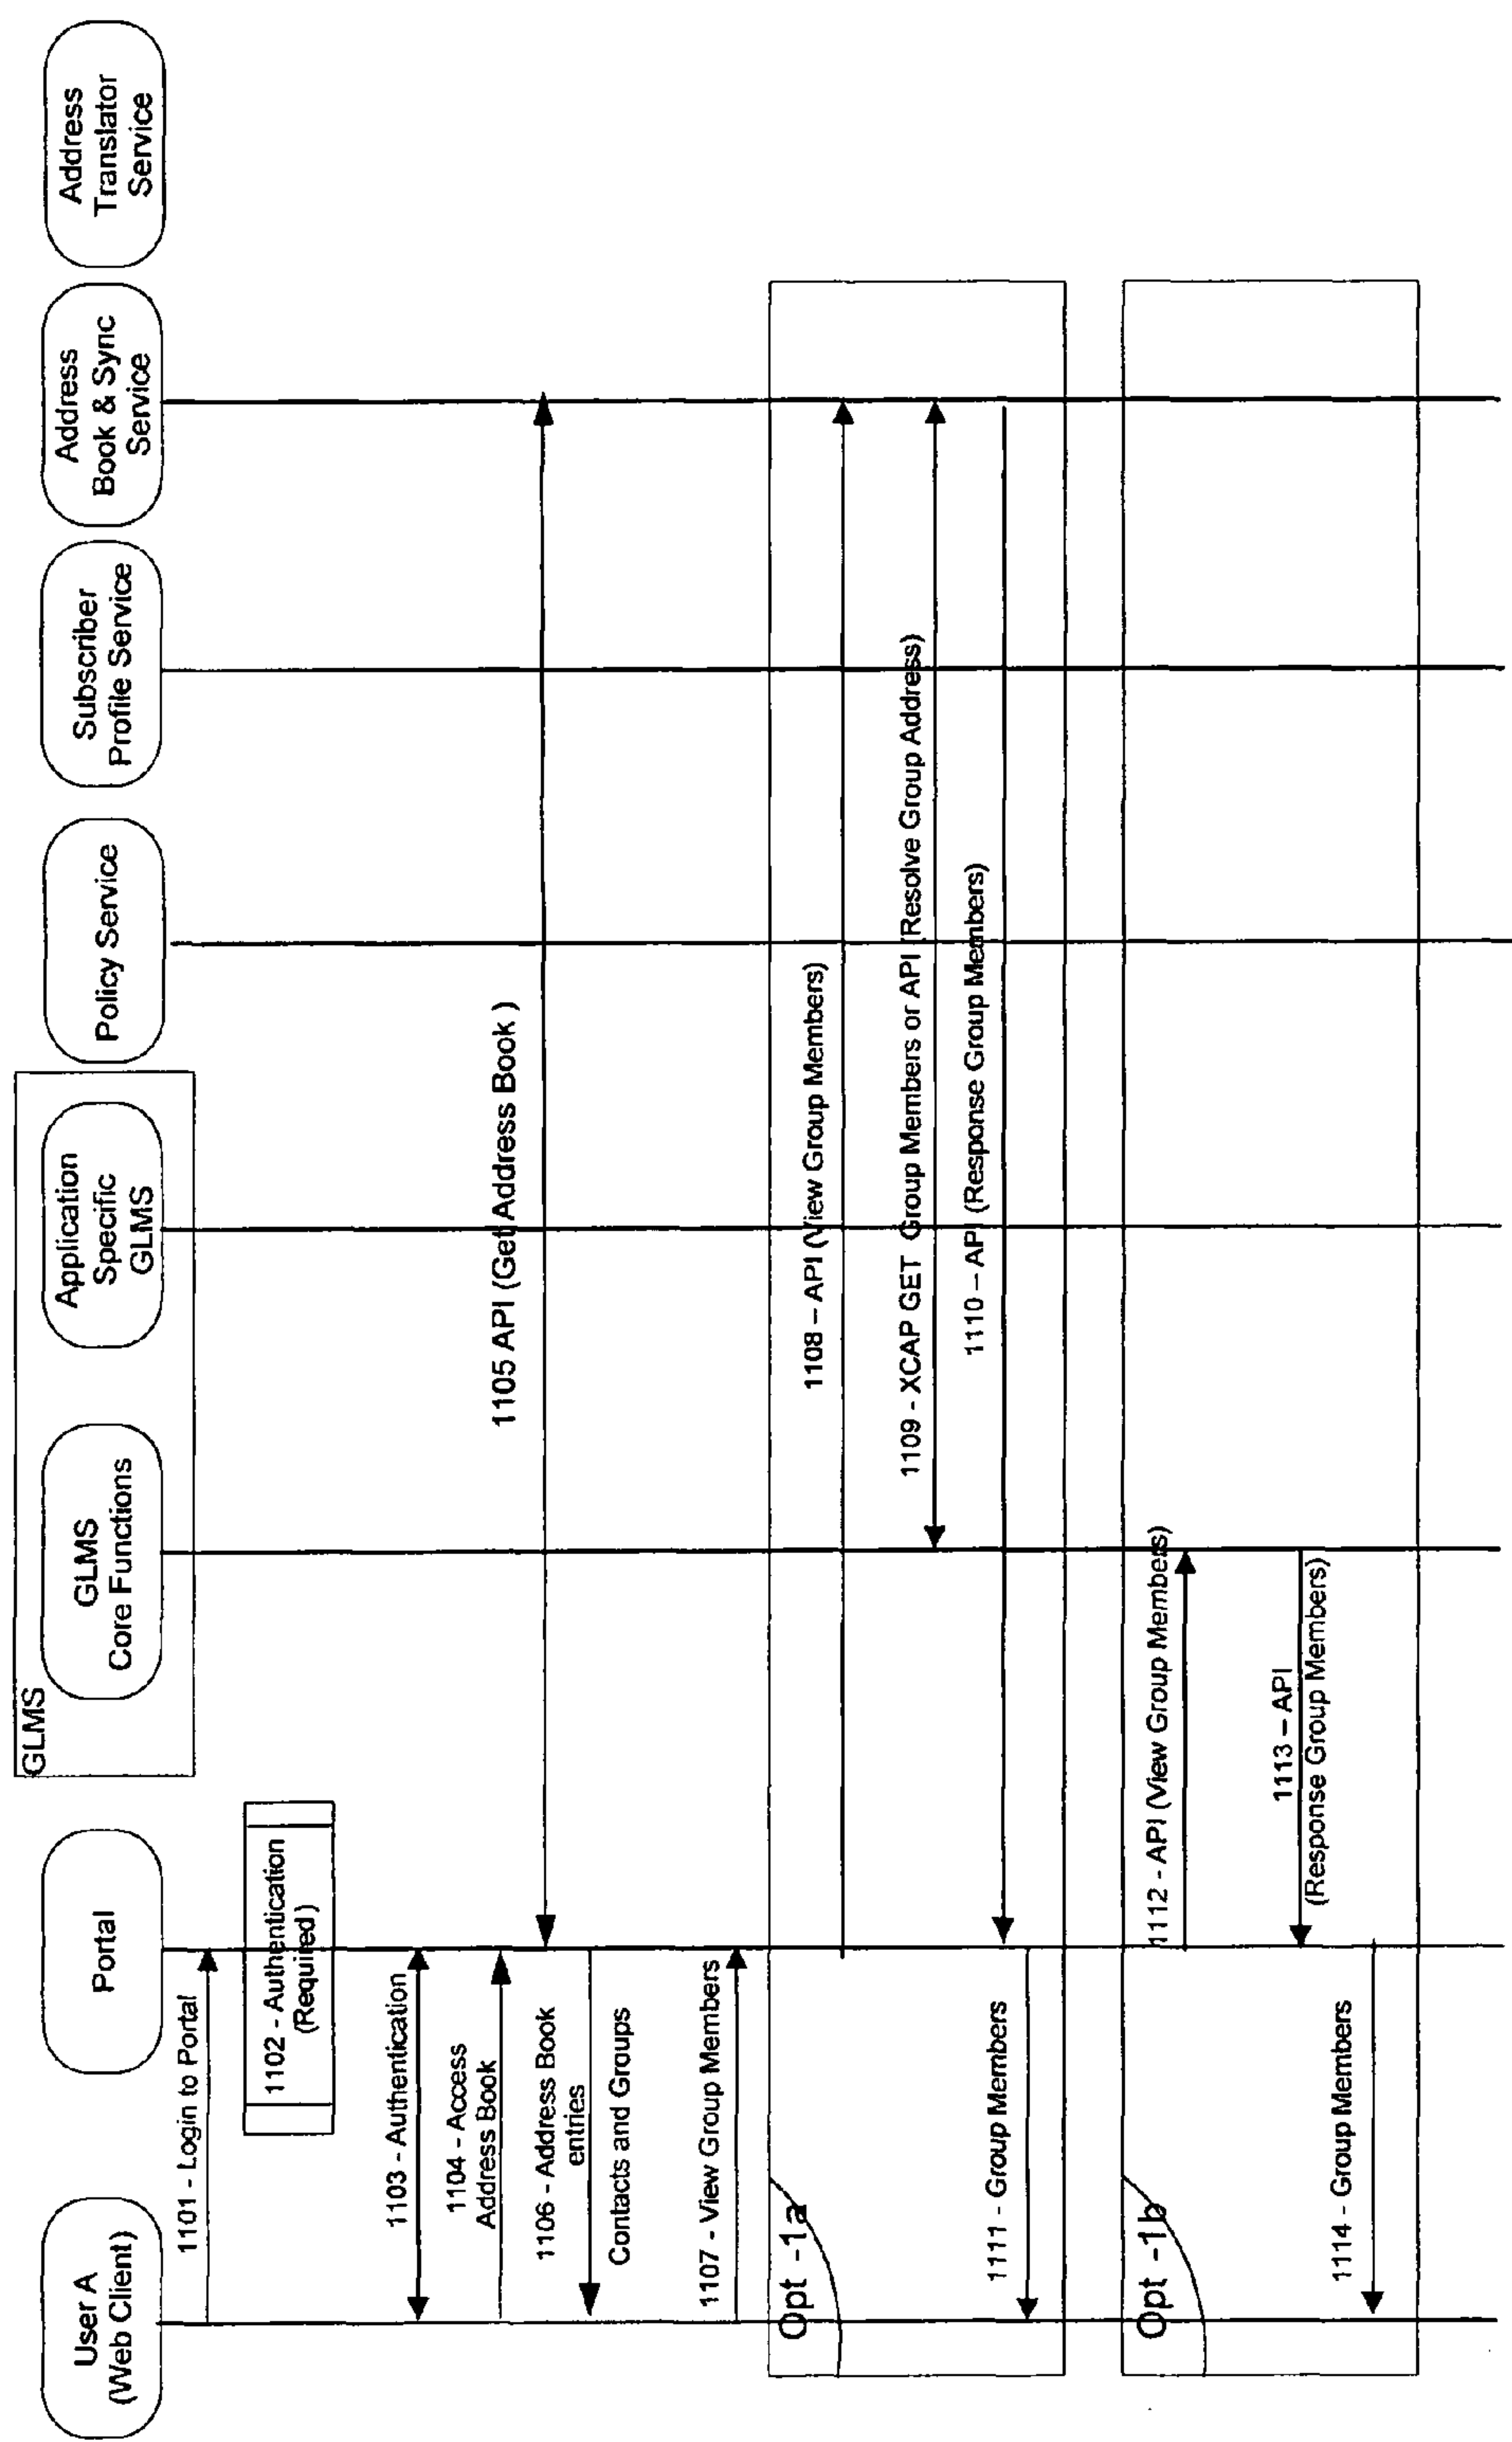 GLMS
User A
(Web Client)
Portal
GLMS
Core Functions
Application
Specific
GLMS
Policy Service
Subscriber
Profile Service
Address
Book & Sync
Service
Address
Translator
Service
1101 - Login to Portal
1102 - Authentication
(Required)
1103 - Authentication
1104 - Access
Address Book
1105 API (Get Address Book )
1106 - Address Book
entries
Contacts and Groups
1107 - View Group Members
Opt -1a
1108 – API (View Group Members)
1109 - XCAP GET Group Members or API (Resolve Group Address)
1110 – API (Response Group Members)
1111 - Group Members
Opt -1b
1112 - API (View Group Members)
1113 – API
(Response Group Members)
1114 - Group Members